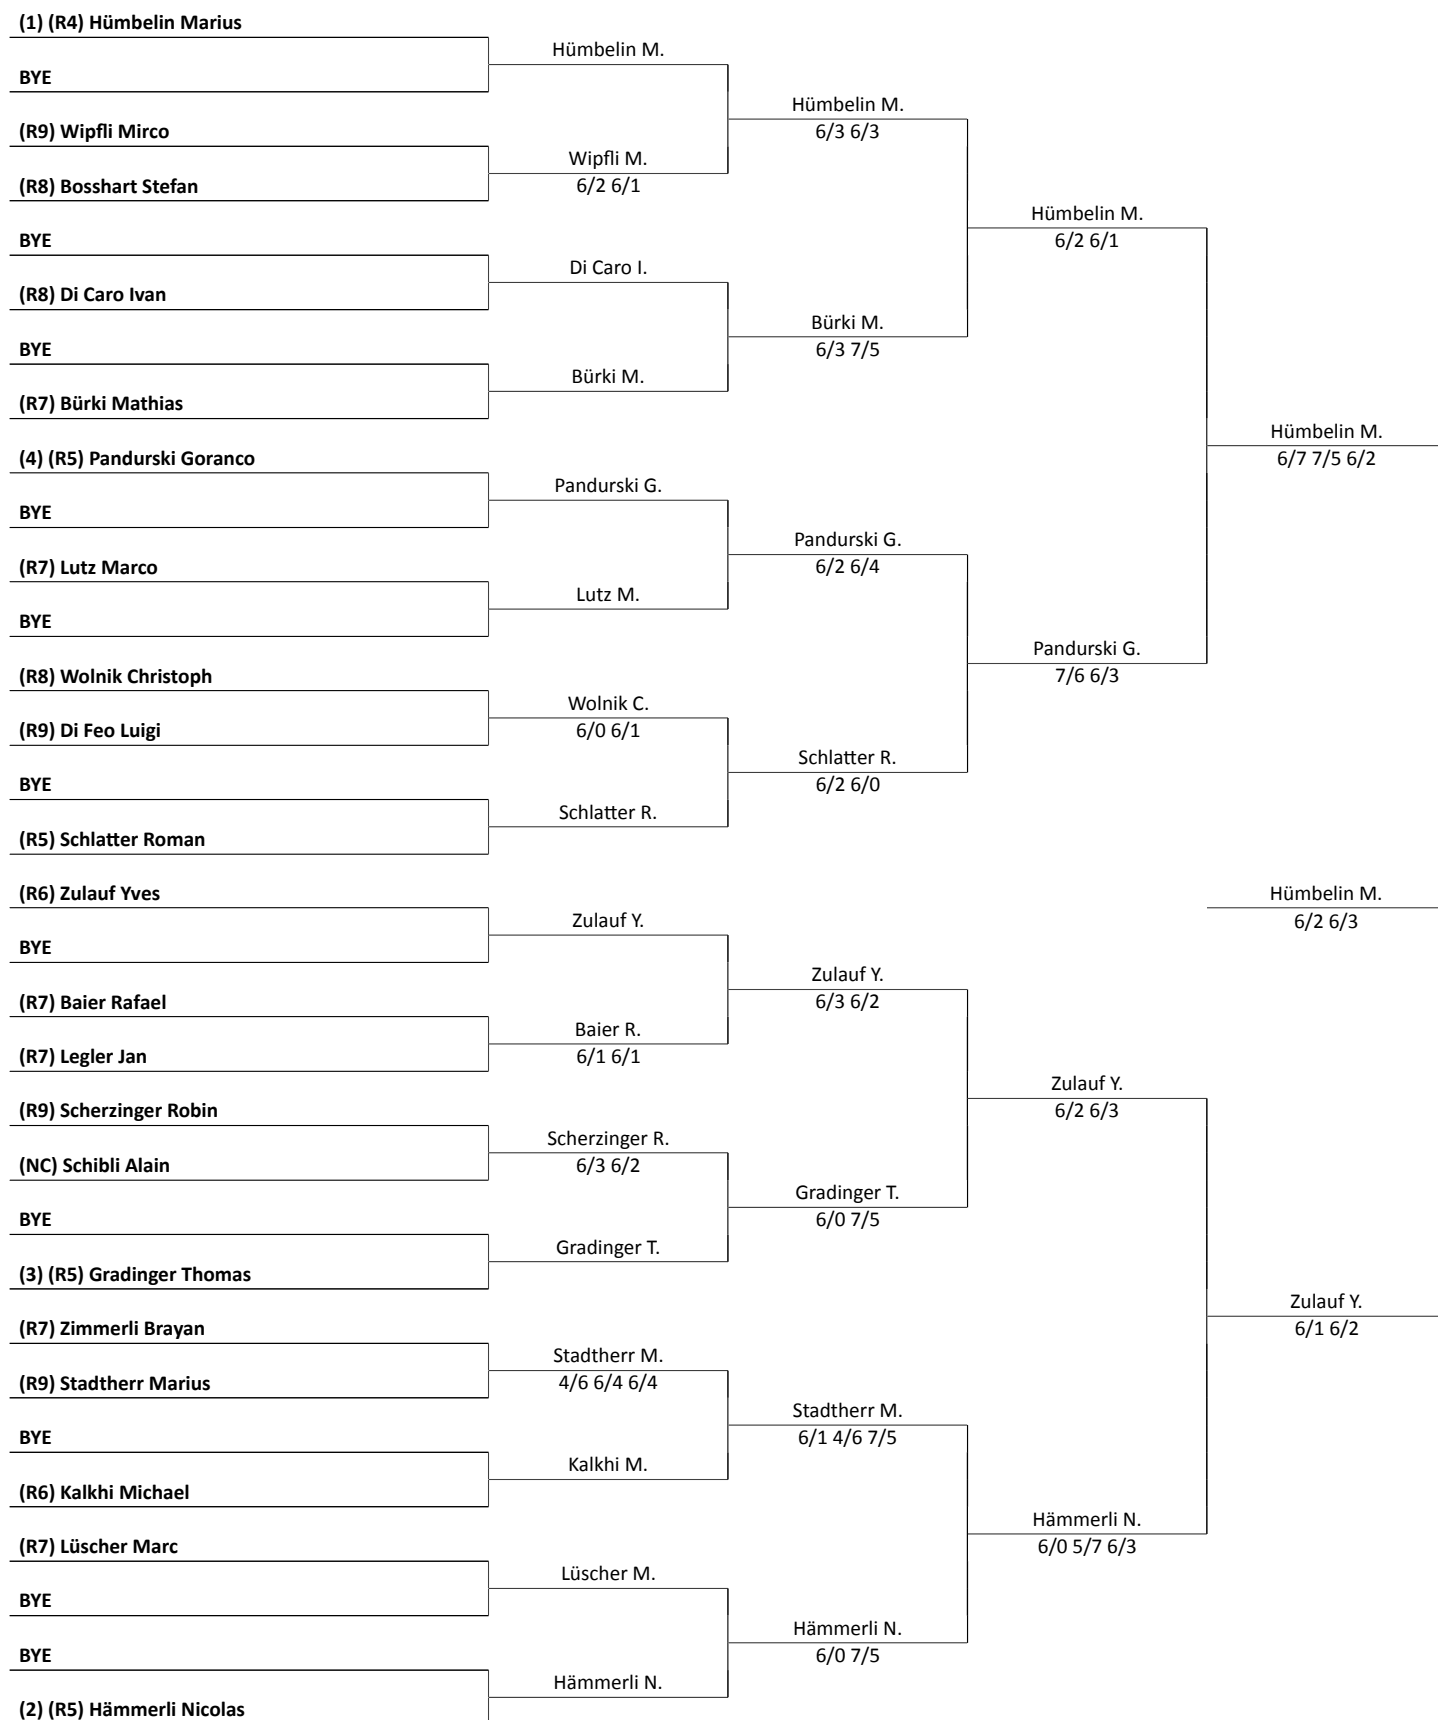 (1) (R4) Hümbelin Marius
Hümbelin M.
BYE
Hümbelin M.
6/3 6/3
(R9) Wipfli Mirco
Wipfli M.
6/2 6/1
(R8) Bosshart Stefan
Hümbelin M.
6/2 6/1
BYE
Di Caro I.
(R8) Di Caro Ivan
Bürki M.
6/3 7/5
BYE
Bürki M.
(R7) Bürki Mathias
Hümbelin M.
6/7 7/5 6/2
(4) (R5) Pandurski Goranco
Pandurski G.
BYE
Pandurski G.
6/2 6/4
(R7) Lutz Marco
Lutz M.
BYE
Pandurski G.
7/6 6/3
(R8) Wolnik Christoph
Wolnik C.
6/0 6/1
(R9) Di Feo Luigi
Schlatter R.
6/2 6/0
BYE
Schlatter R.
(R5) Schlatter Roman
(R6) Zulauf Yves
Hümbelin M.
6/2 6/3
Zulauf Y.
BYE
Zulauf Y.
6/3 6/2
(R7) Baier Rafael
Baier R.
6/1 6/1
(R7) Legler Jan
Zulauf Y.
6/2 6/3
(R9) Scherzinger Robin
Scherzinger R.
6/3 6/2
(NC) Schibli Alain
Gradinger T.
6/0 7/5
BYE
Gradinger T.
(3) (R5) Gradinger Thomas
Zulauf Y.
6/1 6/2
(R7) Zimmerli Brayan
Stadtherr M.
4/6 6/4 6/4
(R9) Stadtherr Marius
Stadtherr M.
6/1 4/6 7/5
BYE
Kalkhi M.
(R6) Kalkhi Michael
Hämmerli N.
6/0 5/7 6/3
(R7) Lüscher Marc
Lüscher M.
BYE
Hämmerli N.
6/0 7/5
BYE
Hämmerli N.
(2) (R5) Hämmerli Nicolas